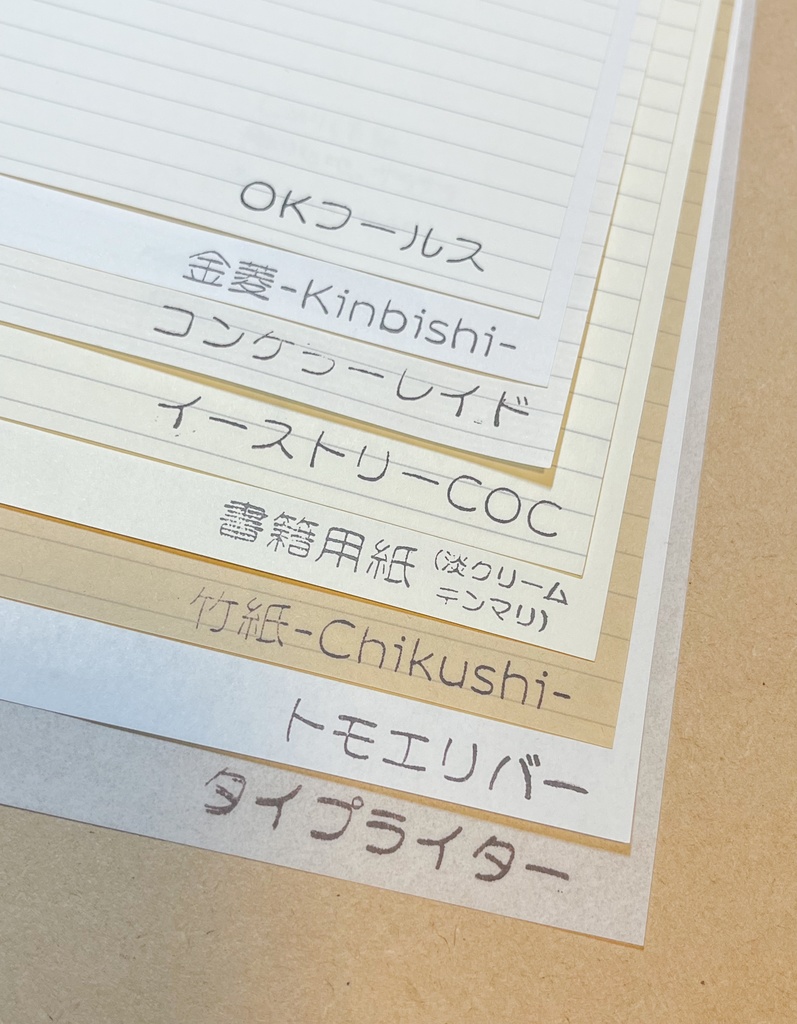 OKフールス
金菱-Kinbishi-
コンケラーレイド
イーストリーCOC
書籍用紙(淡クリーム
キンマリ)
竹紙-Chikushi-
トモエリバー
タイプライター